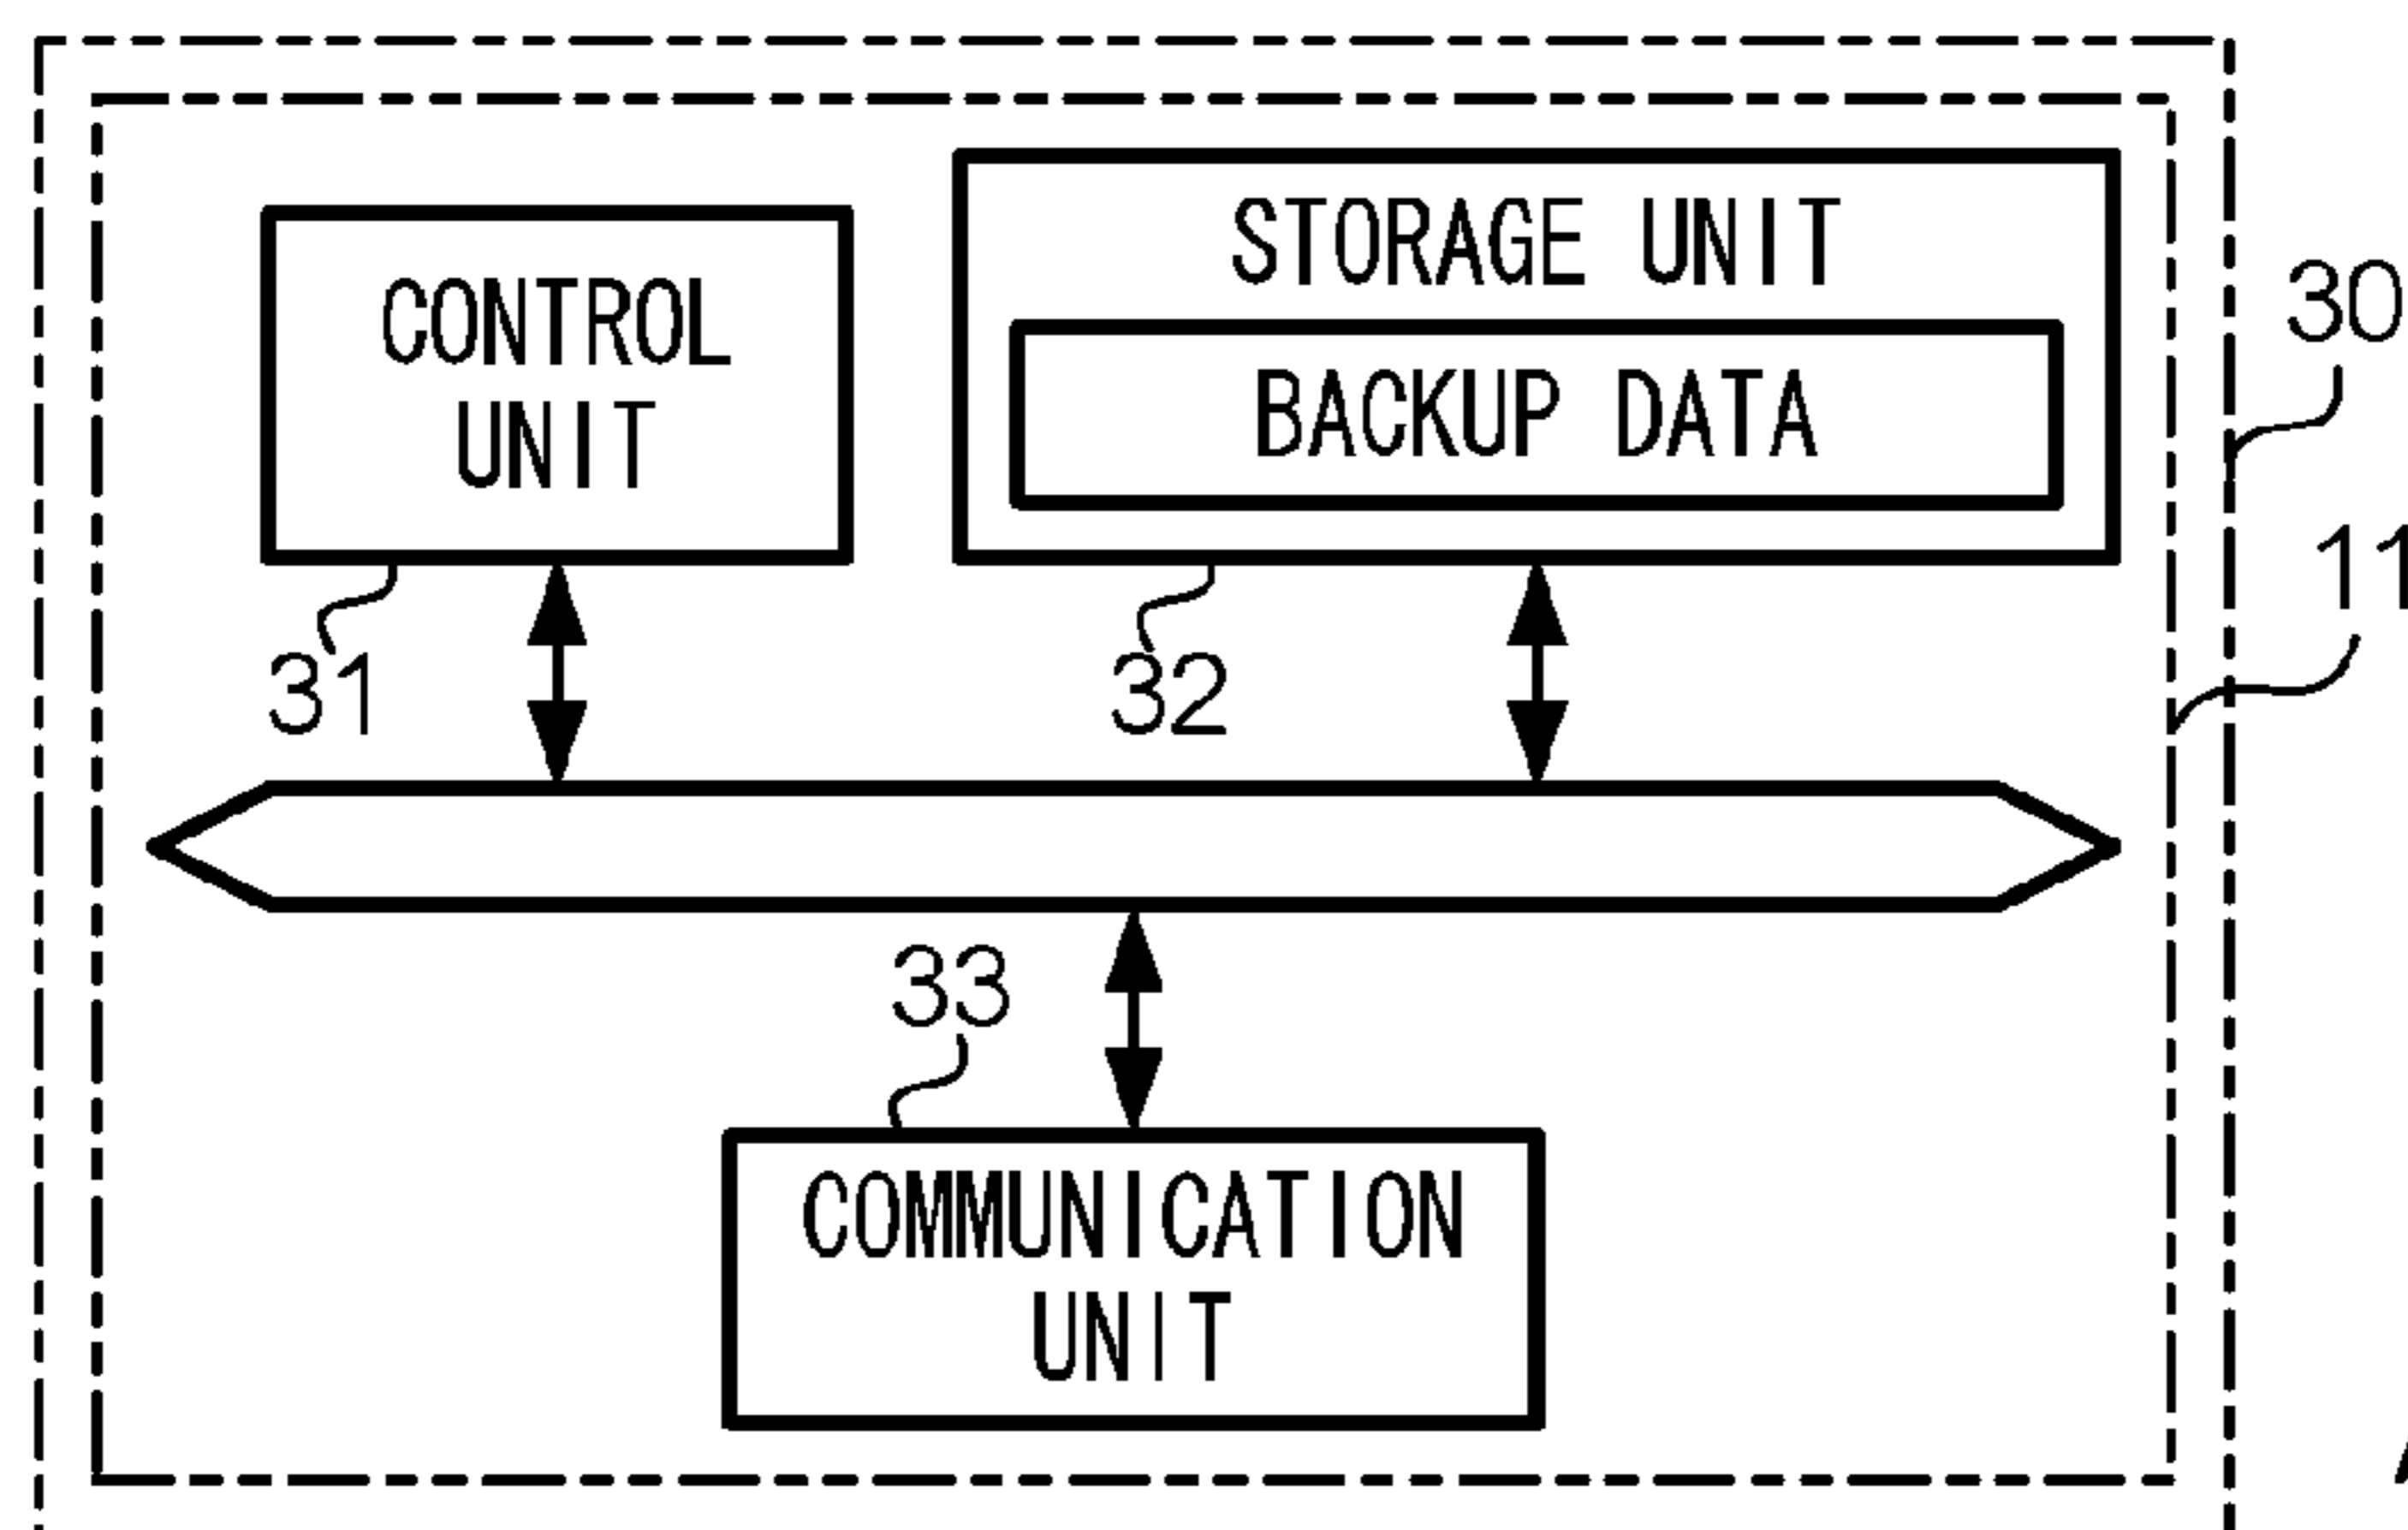 STORAGE UNIT
CONTROL
UNIT
BACKUP DATA
30
11
31
32
33
COMMUNICATION
UNIT